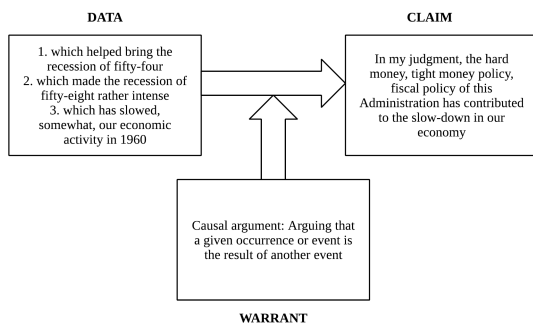 DATA
1. which helped bring the
recession of fifty-four
2. which made the recession of
fifty-eight rather intense
3. which has slowed,
somewhat, our economic
activity in 1960
CLAIM
In my judgment, the hard
money, tight money policy,
fiscal policy of this
Administration has contributed
to the slow-down in our
economy
Causal argument: Arguing that
a given occurrence or event is
the result of another event
WARRANT